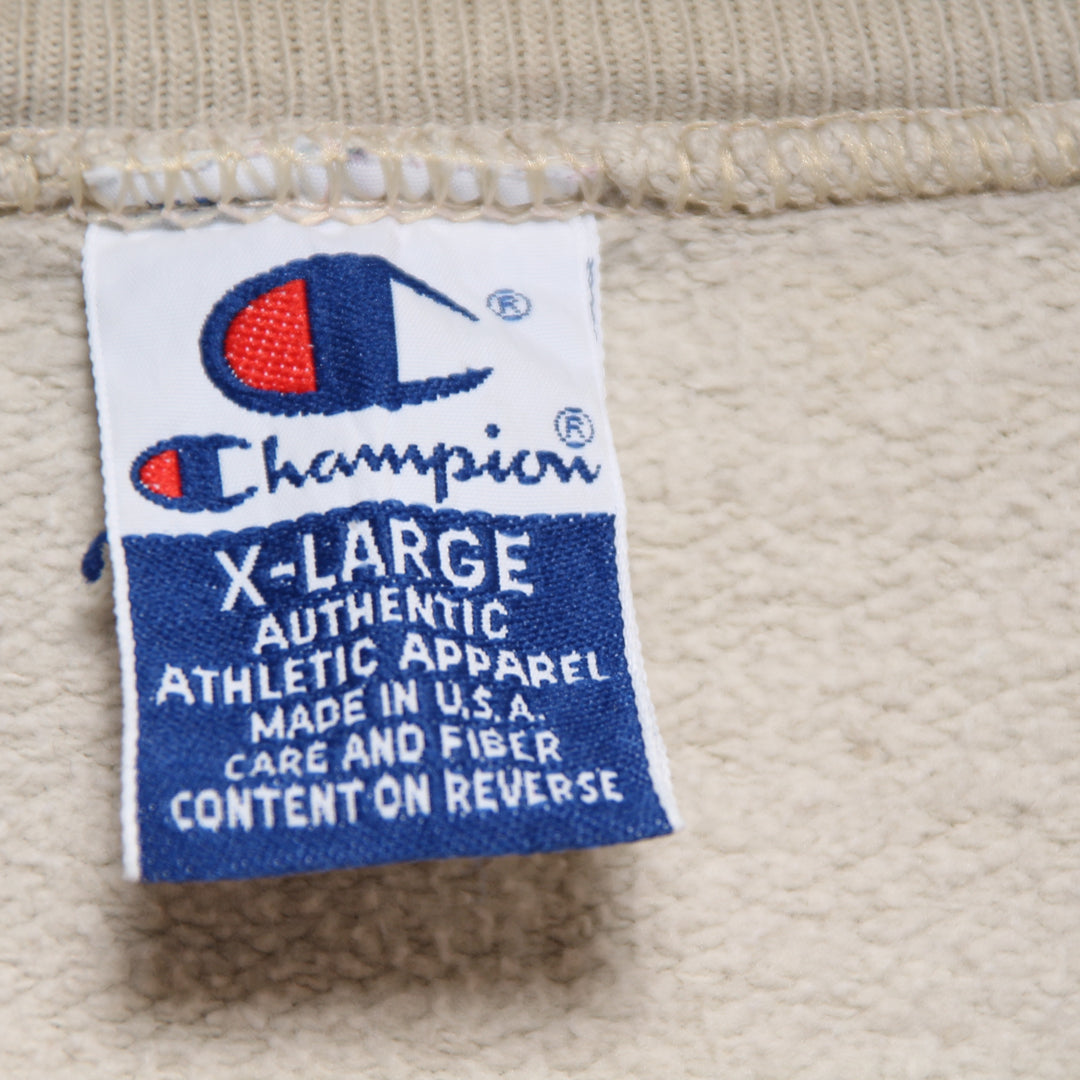 ®
Champion®
X-LARGE
AUTHENTIC
ATHLETIC APPAREL
MADE IN U.S.A.
CARE AND FIBER
CONTENT ON REVERSE